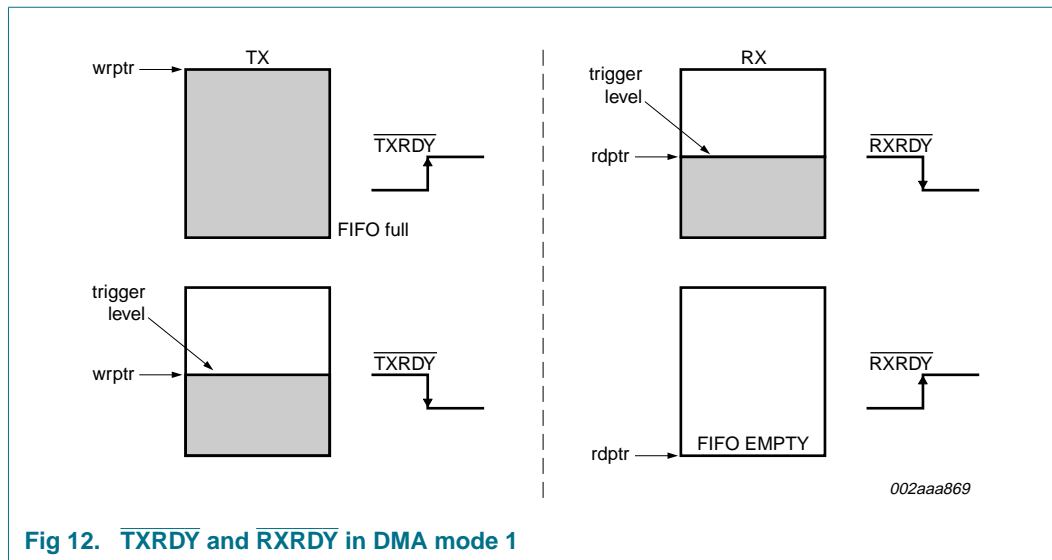 TX
wrptr
TXRDY
FIFO full
trigger
level
wrptr
TXRDY
RX
trigger
level
rdptr
RXRDY
RXRDY
FIFO EMPTY
rdptr
002aaa869
Fig 12. TXRDY and RXRDY in DMA mode 1